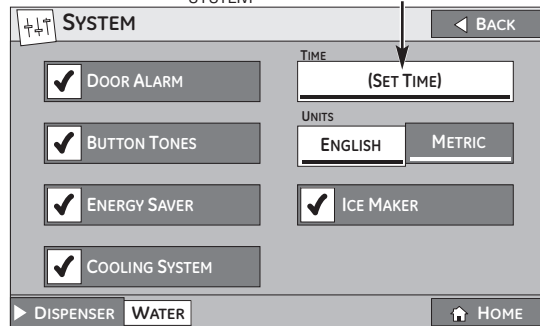 SYSTEM
SYSTEM
BACK
DOOR ALARM
TIME
(SET TIME)
BUTTON TONES
UNITS
ENGLISH METRIC
ENERGY SAVER
ICE MAKER
COOLING SYSTEM
DISPENSER WATER
HOME